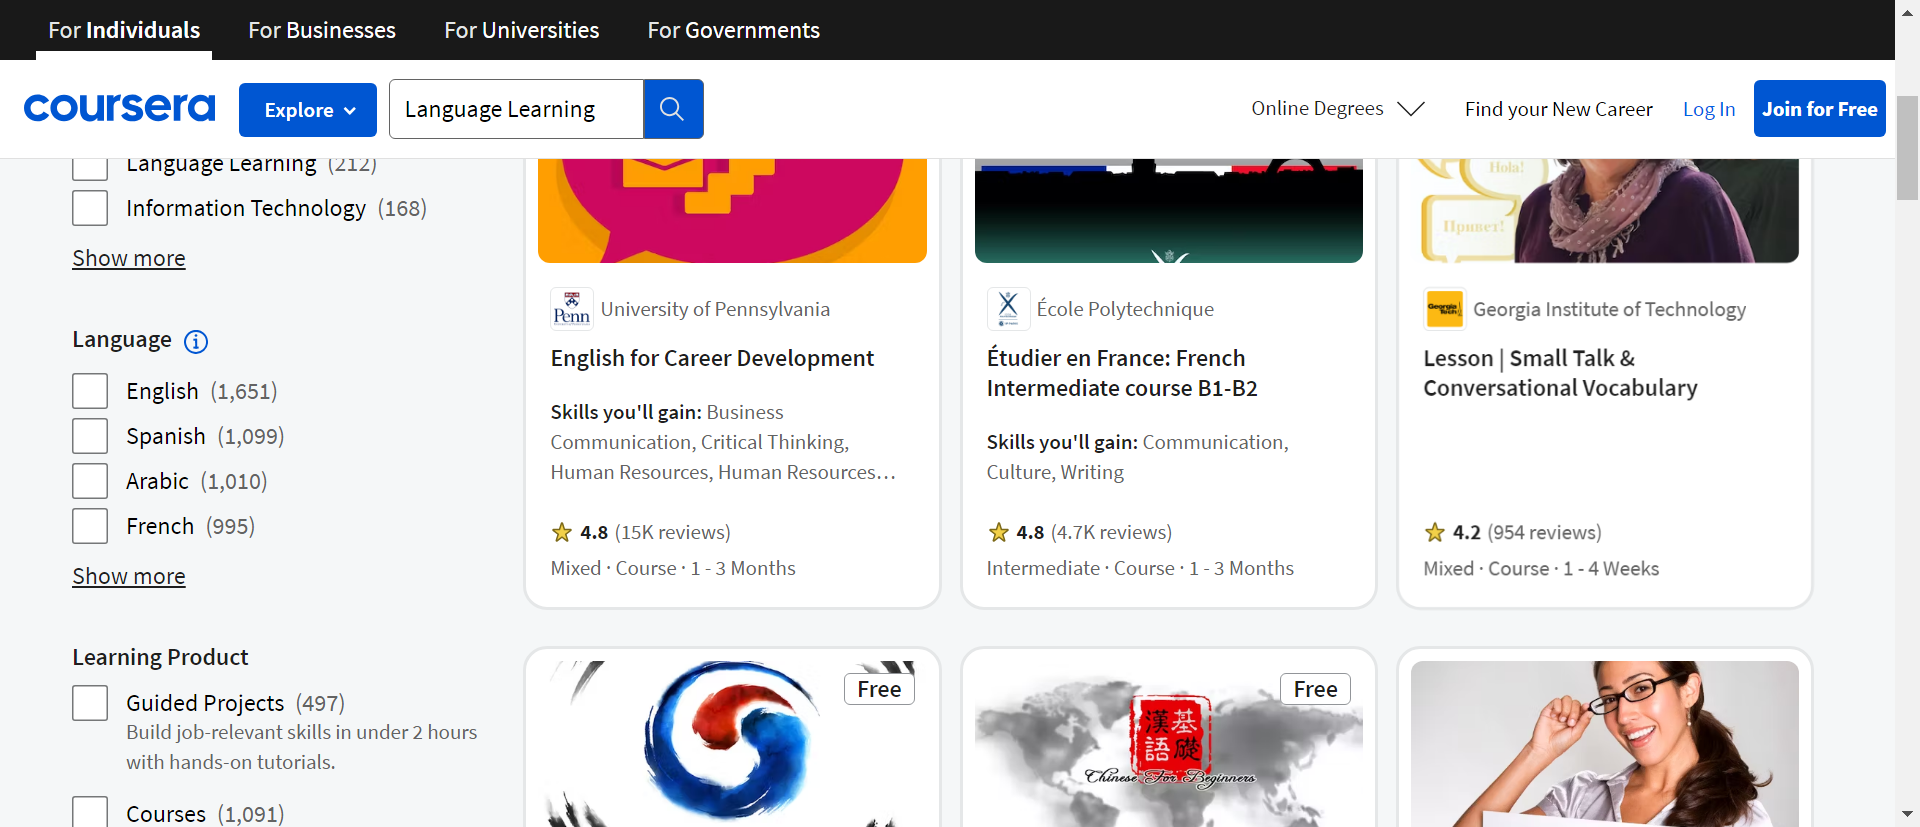 For Individuals
For Businesses
For Universities
For Governments
coursera
Explore
Language Learning
Online Degrees
Find your New Career
Log In
Join for Free
Language Learning (212)
Information Technology (168)
Show more
Language
English (1,651)
Spanish (1,099)
Arabic (1,010)
French (995)
Show more
Learning Product
Guided Projects (497)
Build job-relevant skills in under 2 hours
with hands-on tutorials.
Courses (1,091)
Penn
University of Pennsylvania
English for Career Development
Skills you'll gain: Business
Communication, Critical Thinking,
Human Resources, Human Resources…
4.8 (15K reviews)
Mixed · Course · 1 - 3 Months
École Polytechnique
Étudier en France: French
Intermediate course B1-B2
Skills you'll gain: Communication,
Culture, Writing
4.8 (4.7K reviews)
Intermediate · Course · 1 - 3 Months
Hola!
Привет!
Georgia
Tech
Georgia Institute of Technology
Lesson | Small Talk &
Conversational Vocabulary
4.2 (954 reviews)
Mixed · Course · 1 - 4 Weeks
Free
Free
漢語
基礎
Chinese For Beginners